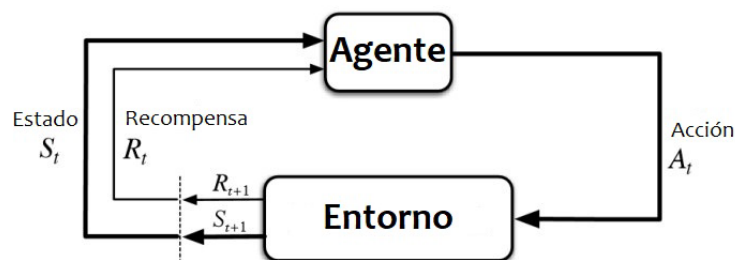 Agente
Estado
S_t
Recompensa
R_t
Acción
A_t
R_{t+1}
S_{t+1}
Entorno